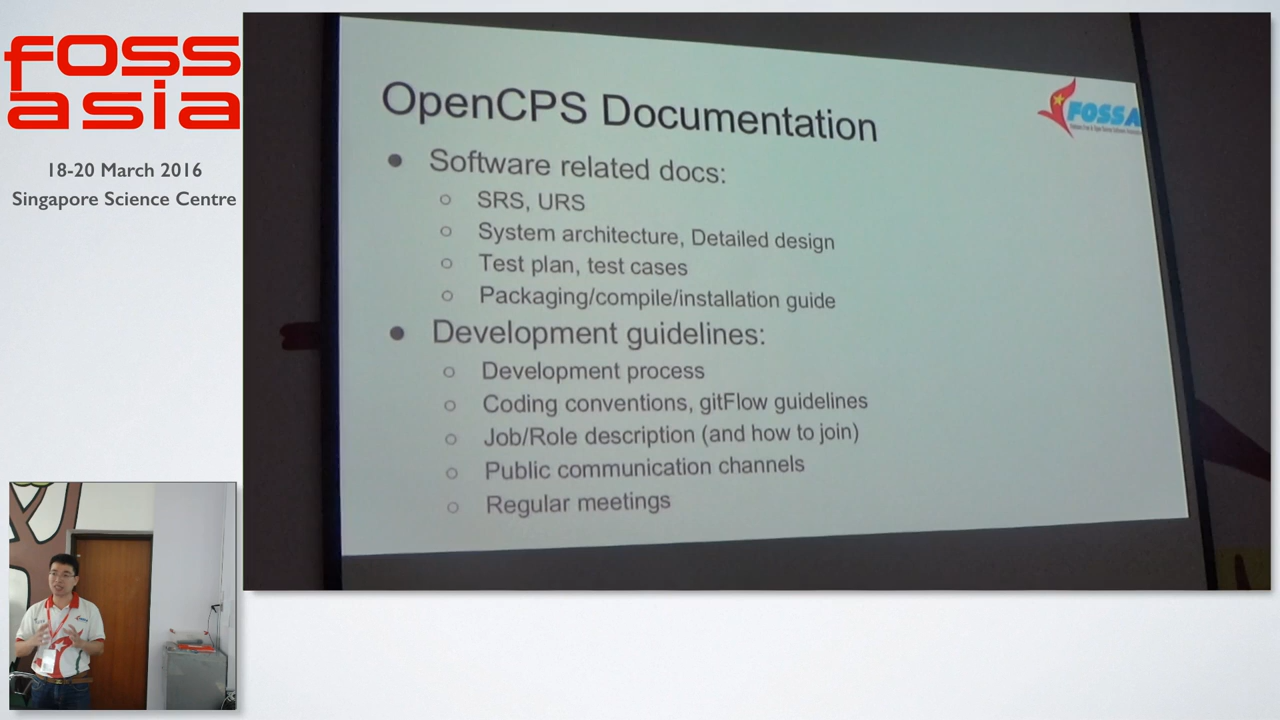 foss
asia
18-20 March 2016
Singapore Science Centre
OpenCPS Documentation
FOSSA
Software related docs:
SRS, URS
System architecture, Detailed design
Test plan, test cases
Packaging/compile/installation guide
Development guidelines:
Development process
Coding conventions, gitFlow guidelines
Job/Role description (and how to join)
Public communication channels
Regular meetings